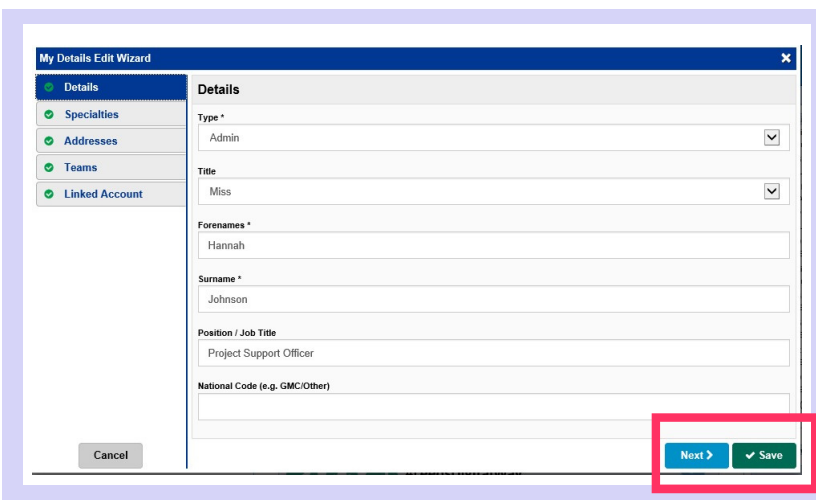 My Details Edit Wizard
Details
Specialties
Addresses
Teams
Linked Account
Details
Type *
Admin
Title
Miss
Forenames *
Hannah
Surname *
Johnson
Position / Job Title
Project Support Officer
National Code (e.g. GMC/Other)
Cancel
Next
Save